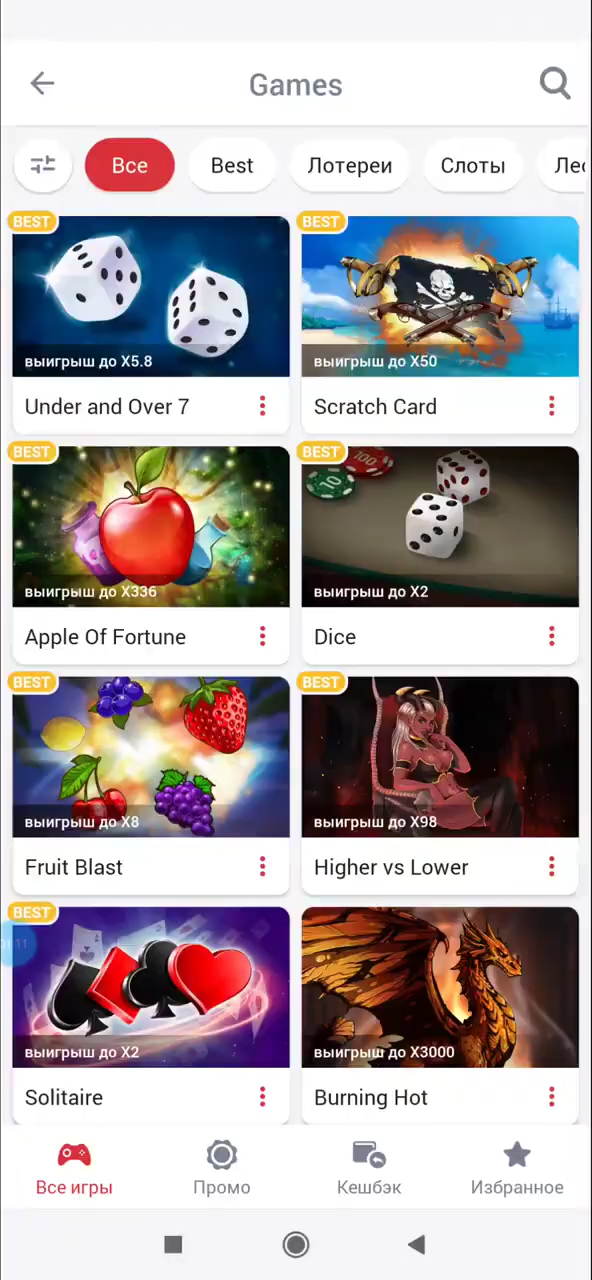 Games
Все
Best
Лотереи
Слоты
Лес
BEST
BEST
выигрыш до X5.8
выигрыш до X50
Under and Over 7
Scratch Card
BEST
BEST
100
10
выигрыш до X336
выигрыш до X2
Apple Of Fortune
Dice
BEST
BEST
выигрыш до X8
выигрыш до X98
Fruit Blast
Higher vs Lower
BEST
выигрыш до X2
выигрыш до X3000
Solitaire
Burning Hot
Все игры
Промо
Кешбэк
Избранное